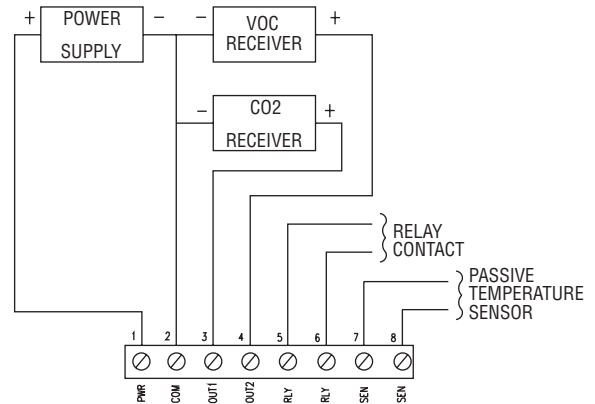 + POWER SUPPLY −
− VOC RECEIVER +
− CO2 RECEIVER +
RELAY
CONTACT
PASSIVE
TEMPERATURE
SENSOR
1 2 3 4 5 6 7 8
PWR COM OUT1 OUT2 RLY RLY SEN SEN